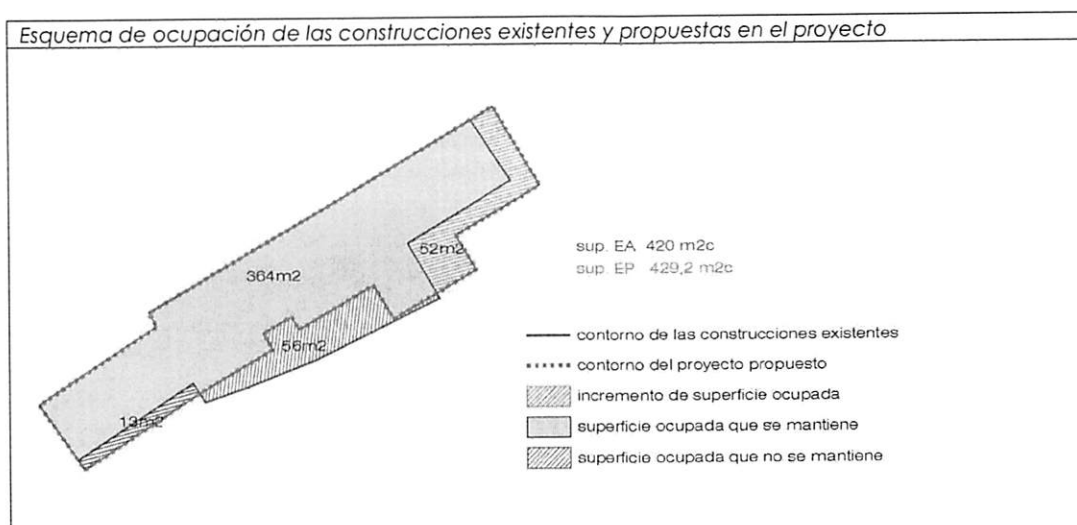 Esquema de ocupación de las construcciones existentes y propuestas en el proyecto
52m2
364m2
56m2
13m2
sup. EA 420 m2c
sup. EP 429,2 m2c
contorno de las construcciones existentes
contorno del proyecto propuesto
incremento de superficie ocupada
superficie ocupada que se mantiene
superficie ocupada que no se mantiene